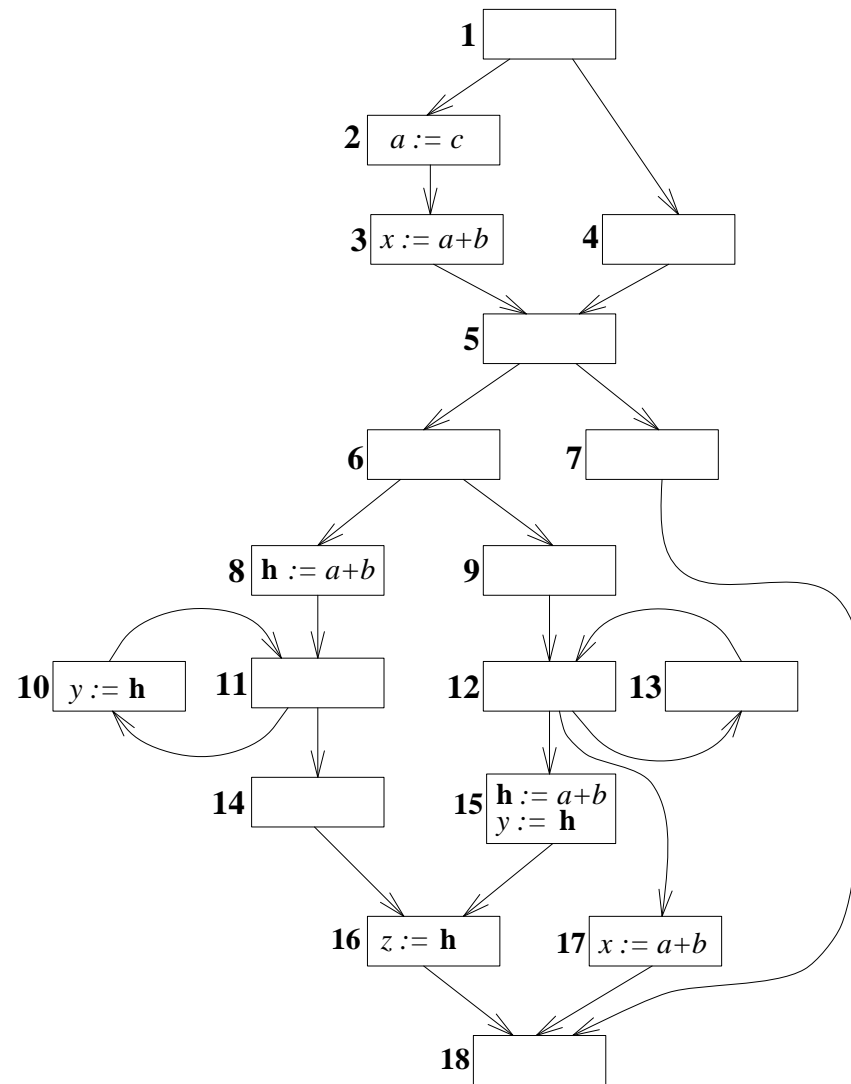 1
2 a := c
3 x := a+b
4
5
6
7
8 h := a+b
9
10 y := h
11
12
13
14
15 h := a+b
y := h
16 z := h
17 x := a+b
18